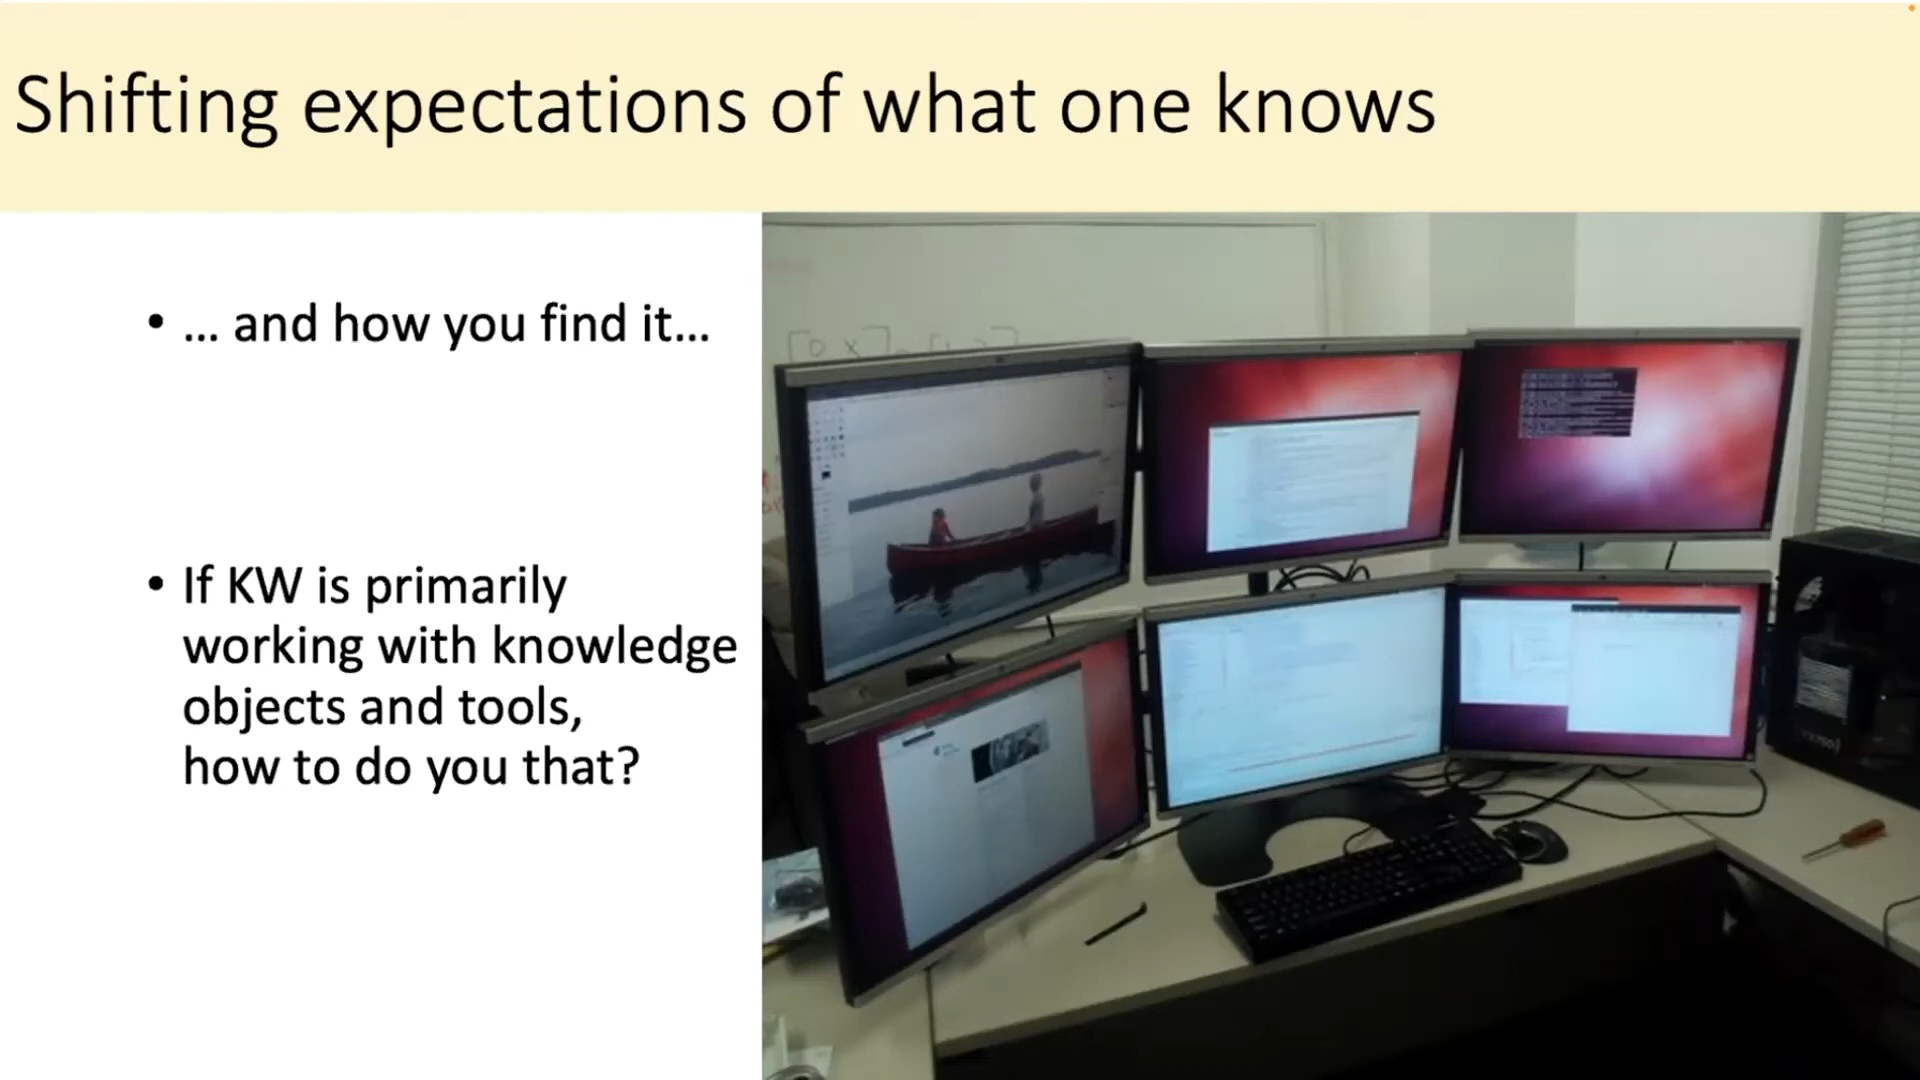 Shifting expectations of what one knows
• ... and how you find it...
• If KW is primarily
working with knowledge
objects and tools,
how to do you that?